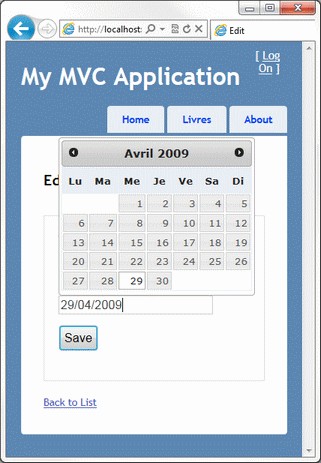 http://localhost:
Edit
[ Log On ]
My MVC Application
Home Livres About
Avril 2009
Lu Ma Me Je Ve Sa Di
1 2 3 4 5
6 7 8 9 10 11 12
13 14 15 16 17 18 19
20 21 22 23 24 25 26
27 28 29 30
Ed
29/04/2009
Save
Back to List